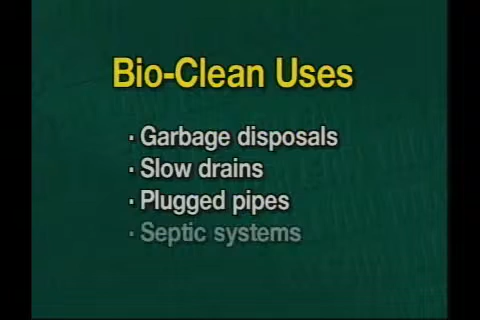 Bio-Clean Uses
· Garbage disposals
· Slow drains
· Plugged pipes
· Septic systems